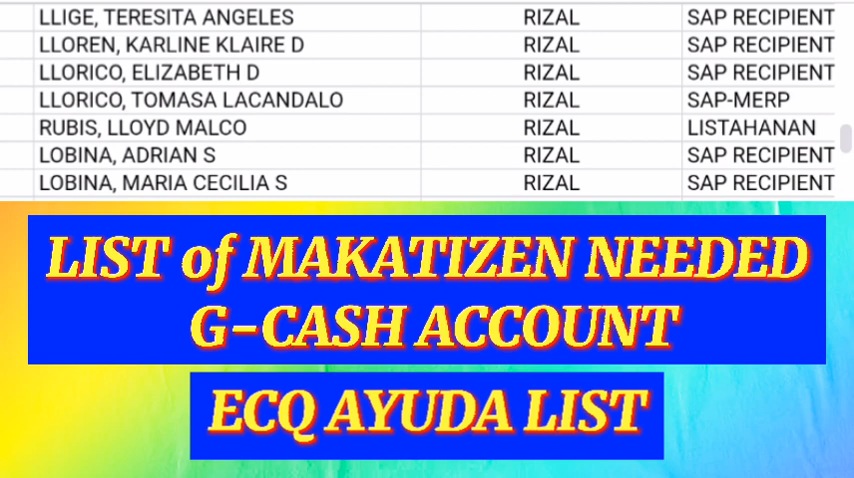 LLIGE, TERESITA ANGELES RIZAL SAP RECIPIENT
LLOREN, KARLINE KLAIRE D RIZAL SAP RECIPIENT
LLORICO, ELIZABETH D RIZAL SAP RECIPIENT
LLORICO, TOMASA LACANDALO RIZAL SAP-MERP
RUBIS, LLOYD MALCO RIZAL LISTAHANAN
LOBINA, ADRIAN S RIZAL SAP RECIPIENT
LOBINA, MARIA CECILIA S RIZAL SAP RECIPIENT
LIST of MAKATIZEN NEEDED
G-CASH ACCOUNT
ECQ AYUDA LIST